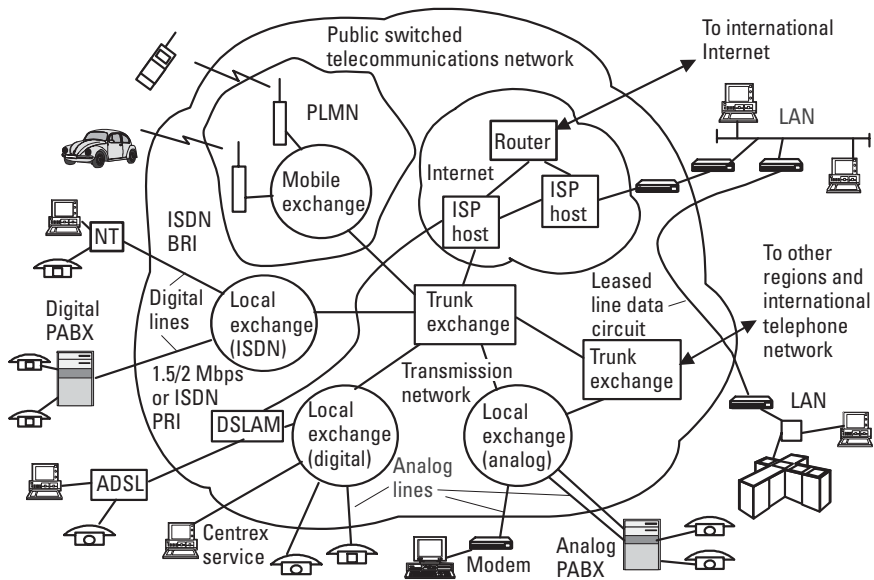 Public switched
telecommunications network
To international
Internet
PLMN
Router
LAN
Internet
Mobile
exchange
ISP
host
ISP
host
NT
ISDN
BRI
Digital
PABX
Digital
lines
Local
exchange
(ISDN)
Trunk
exchange
Leased
line data
circuit
To other
regions and
international
telephone
network
Trunk
exchange
1.5/2 Mbps
or ISDN
PRI
Transmission
network
DSLAM
Local
exchange
(digital)
Local
exchange
(analog)
LAN
ADSL
Analog
lines
Centrex
service
Modem
Analog
PABX